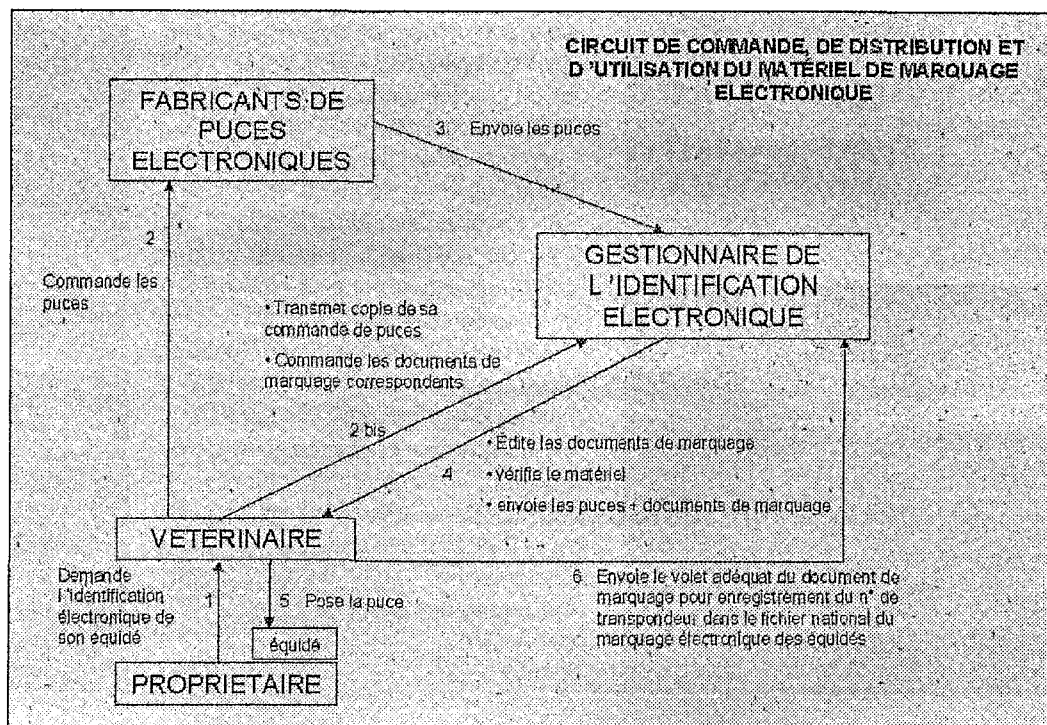 CIRCUIT DE COMMANDE, DE DISTRIBUTION ET
D 'UTILISATION DU MATÉRIEL DE MARQUAGE
ELECTRONIQUE
FABRICANTS DE
PUCES
ELECTRONIQUES
3. Envoie les puces
2
Commande les
puces
GESTIONNAIRE DE
L 'IDENTIFICATION
ELECTRONIQUE
• Transmet copie de sa
commande de puces
• Commande les documents de
marquage correspondants
2 bis
4
• Edite les documents de marquage
• vérifie le matériel
• envoie les puces + documents de marquage
VETERINAIRE
Demande
l 'identification
électronique de
son équidé
1
5 Pose la puce
équidé
PROPRIETAIRE
6 Envoie le volet adéquat du document de
marquage pour enregistrement du n° de
transpondeur dans le fichier national du
marquage électronique des équidés